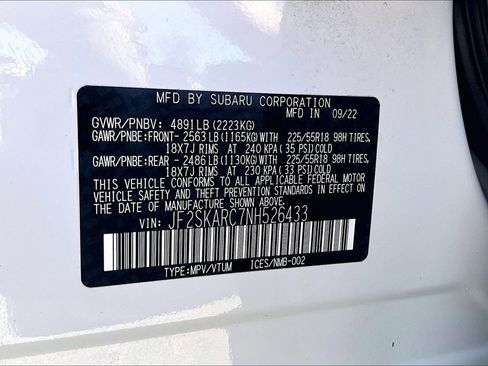 MFD BY SUBARU CORPORATION
MFD IN 09/22
GVWR/PNBV: 4891LB(2223KG)
GAWR/PNBE:FRONT- 2563LB(1165KG)WITH 225/55R18 98H TIRES,
18X7J RIMS AT 240 KPA( 35 PSI)COLD
GAWR/PNBE:REAR - 2486LB(1130KG)WITH 225/55R18 98H TIRES,
18X7J RIMS AT 230 KPA( 33 PSI)COLD
THIS VEHICLE CONFORMS TO ALL APPLICABLE FEDERAL MOTOR
VEHICLE SAFETY AND THEFT PREVENTION STANDARDS IN EFFECT
ON THE DATE OF MANUFACTURE SHOWN ABOVE.
VIN: JF2SKARC7NH526433
TYPE:MPV/VTUM ICES/NMB-002